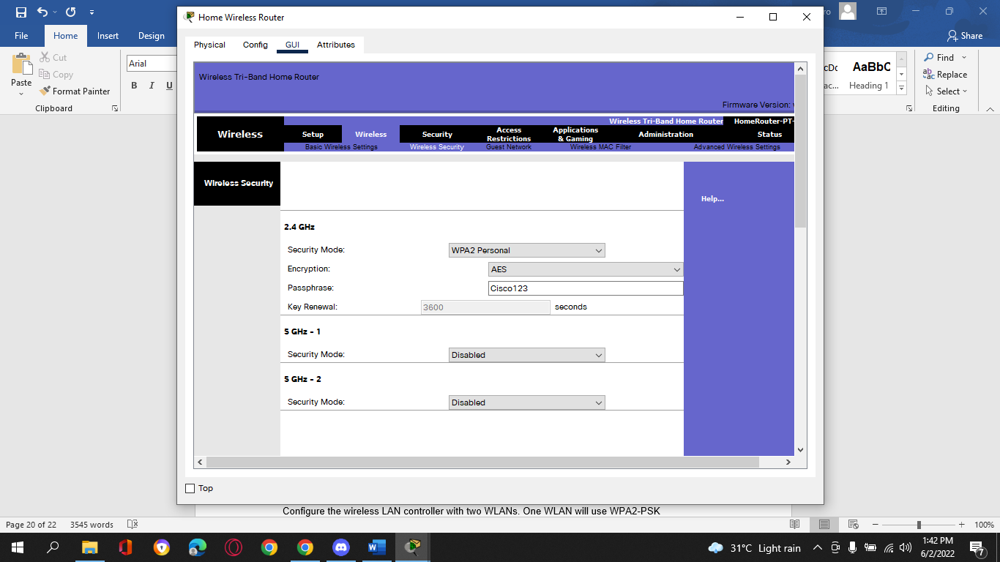 Home Wireless Router
ro
File Home Insert Design
Share
Physical Config GUI Attributes
Cut
Copy
Paste
Format Painter
Clipboard
Arial
B I U
Wireless Tri-Band Home Router
Firmware Version:
Wireless Tri-Band Home Router HomeRouter-PT-
Wireless
Setup Wireless Security Access Restrictions Applications & Gaming Administration Status
Basic Wireless Settings Wireless Security Guest Network Wireless MAC Filter Advanced Wireless Settings
Wireless Security
Help...
2.4 GHz
Security Mode: WPA2 Personal
Encryption: AES
Passphrase: Cisco123
Key Renewal: 3600 seconds
5 GHz - 1
Security Mode: Disabled
5 GHz - 2
Security Mode: Disabled
Top
AaBbC
ac... Heading 1
Find
Replace
Select
Editing
Configure the wireless LAN controller with two WLANs. One WLAN will use WPA2-PSK
Page 20 of 22 3545 words
100%
31°C Light rain
1:42 PM
6/2/2022
7